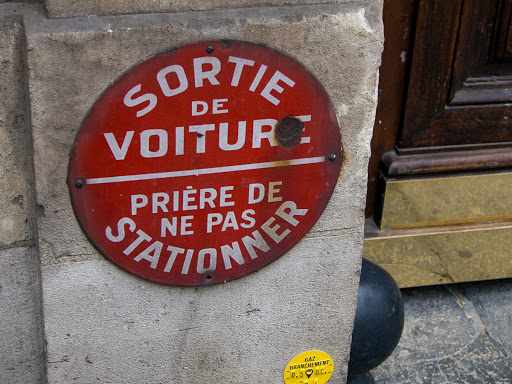 SORTIE
DE
VOITURE
PRIÈRE DE
NE PAS
STATIONNER
GAZ
BRANCHEMENT